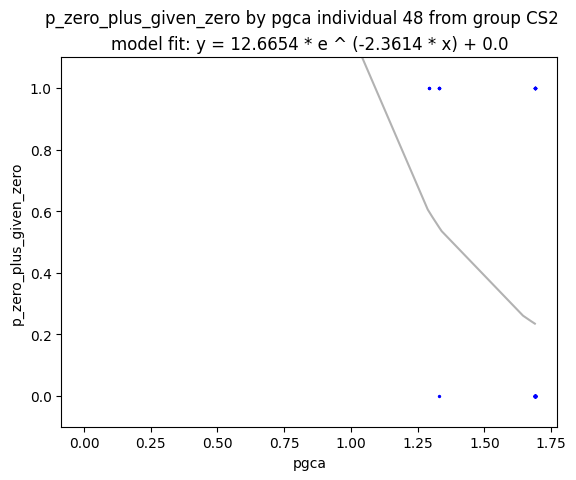 p_zero_plus_given_zero by pgca individual 48 from group CS2
model fit: y = 12.6654 * e ^ (-2.3614 * x) + 0.0
1.0
0.8
0.6
0.4
0.2
0.0
p_zero_plus_given_zero
0.00 0.25 0.50 0.75 1.00 1.25 1.50 1.75
pgca